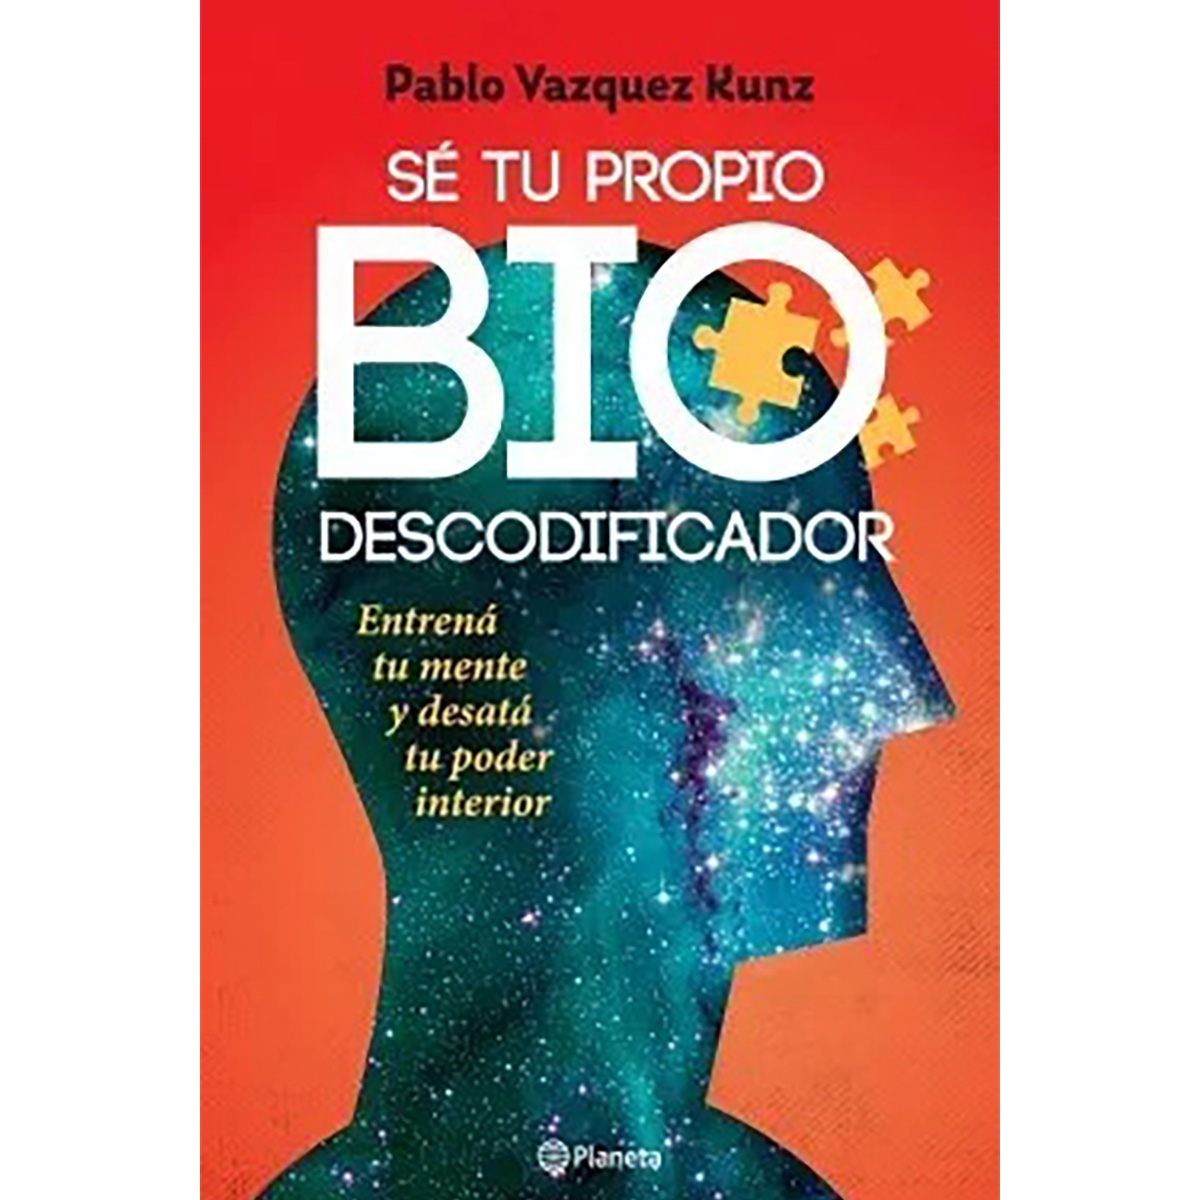 Pablo Vazquez Kunz
SÉ TU PROPIO
BIO
DESCODIFICADOR
Entrená
tu mente
y desatá
tu poder
interior
Planeta